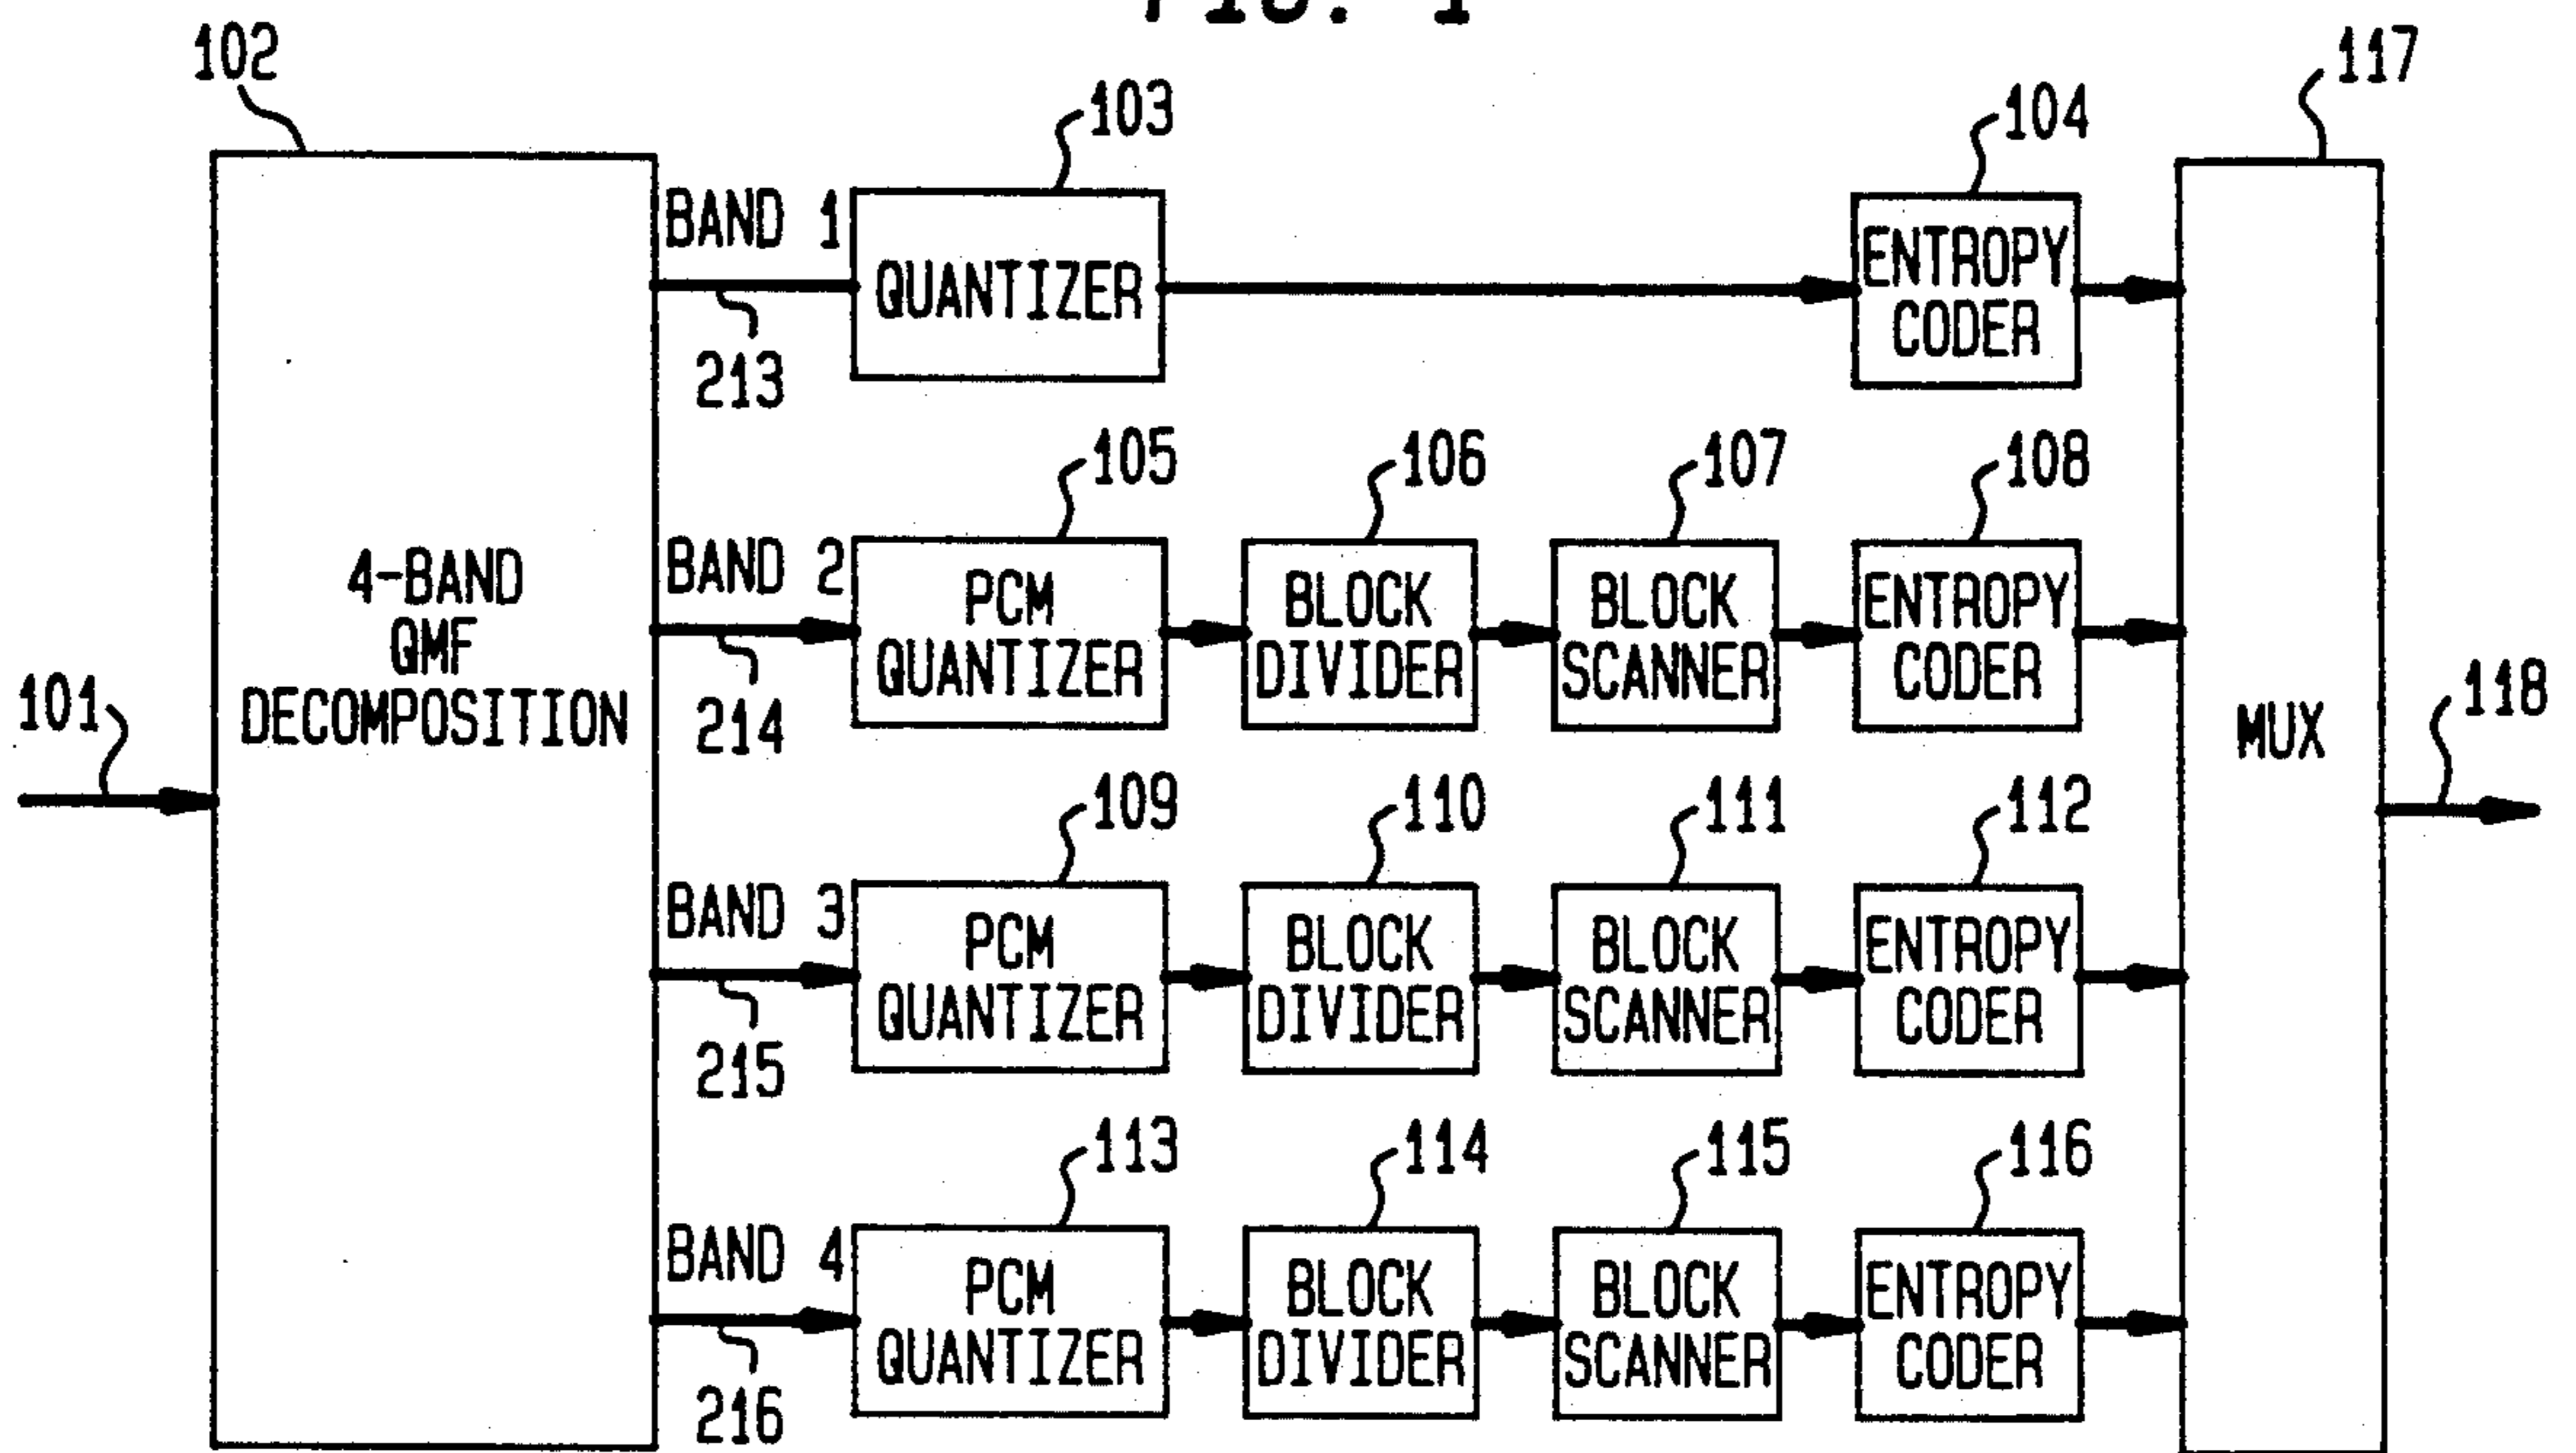 FIG. 1
102
103
104
117
BAND 1
QUANTIZER
ENTROPY
CODER
213
105
106
107
108
BAND 2
PCM
QUANTIZER
BLOCK
DIVIDER
BLOCK
SCANNER
ENTROPY
CODER
214
4-BAND
QMF
DECOMPOSITION
101
MUX
118
109
110
111
112
BAND 3
PCM
QUANTIZER
BLOCK
DIVIDER
BLOCK
SCANNER
ENTROPY
CODER
215
113
114
115
116
BAND 4
PCM
QUANTIZER
BLOCK
DIVIDER
BLOCK
SCANNER
ENTROPY
CODER
216